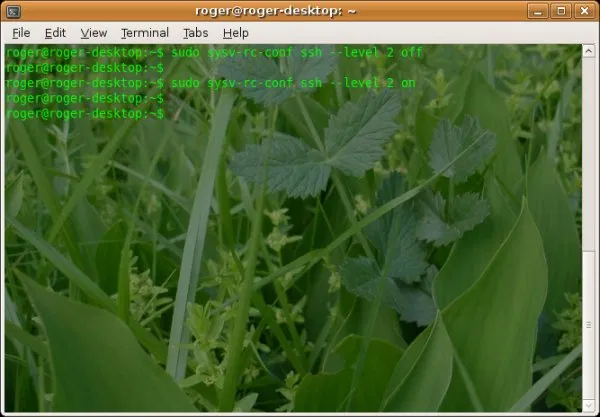 roger@roger-desktop: ~
File Edit View Terminal Tabs Help
roger@roger-desktop:~$ sudo sysv-rc-conf ssh --level 2 off
roger@roger-desktop:~$
roger@roger-desktop:~$ sudo sysv-rc-conf ssh --level 2 on
roger@roger-desktop:~$
roger@roger-desktop:~$